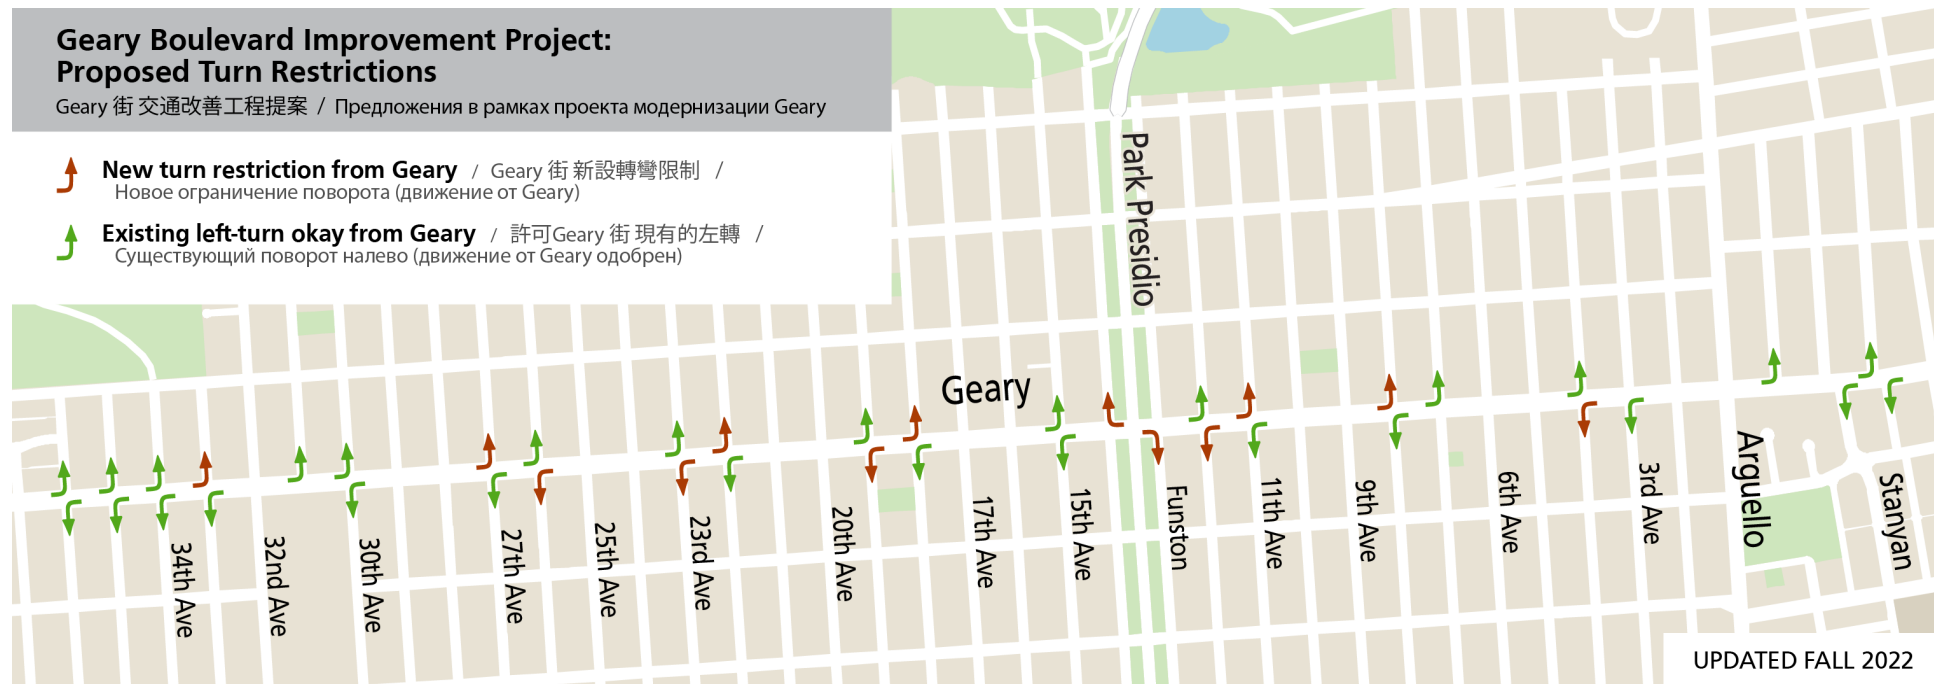 Geary Boulevard Improvement Project:
Proposed Turn Restrictions
Geary 街 交通改善工程提案 / Предложения в рамках проекта модернизации Geary
New turn restriction from Geary / Geary 街 新設轉彎限制 /
Новое ограничение поворота (движение от Geary)
Existing left-turn okay from Geary / 許可Geary 街 現有的左轉 /
Существующий поворот налево (движение от Geary одобрен)
Park Presidio
Geary
34th Ave
32nd Ave
30th Ave
27th Ave
25th Ave
23rd Ave
20th Ave
17th Ave
15th Ave
Funston
11th Ave
9th Ave
6th Ave
3rd Ave
Arguello
Stanyan
UPDATED FALL 2022